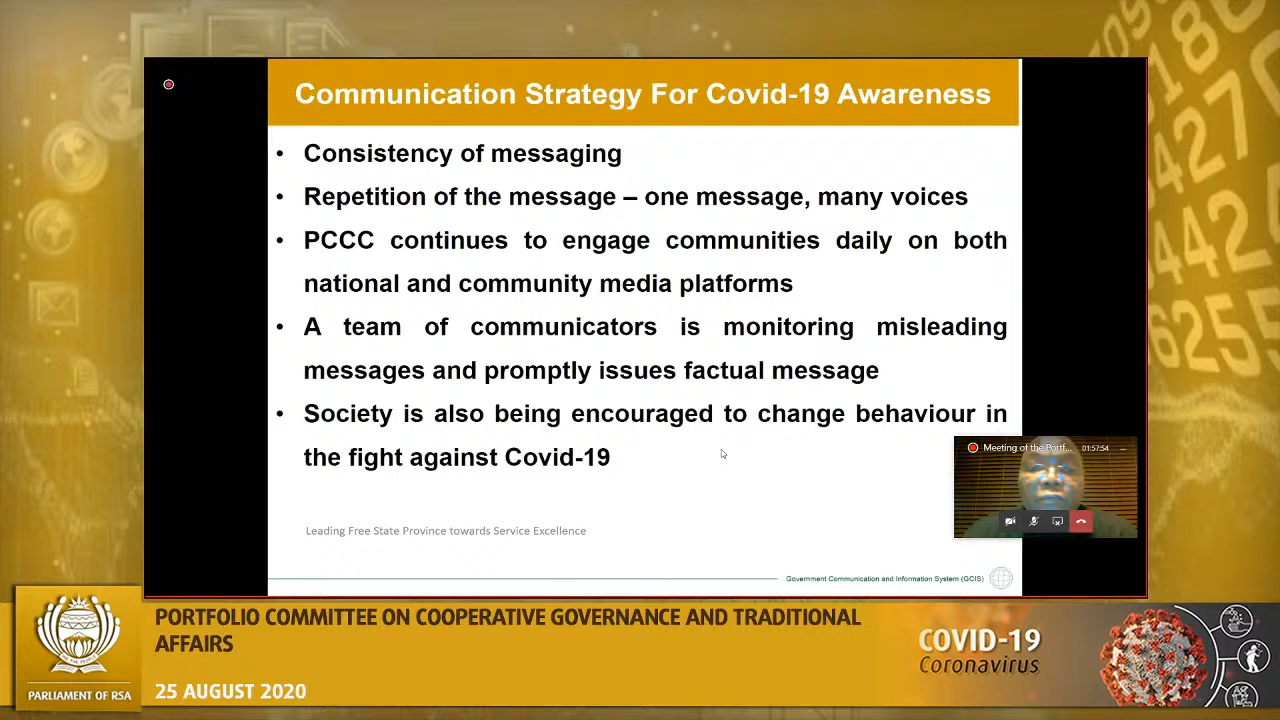 Communication Strategy For Covid-19 Awareness
• Consistency of messaging
• Repetition of the message – one message, many voices
• PCCC continues to engage communities daily on both
national and community media platforms
• A team of communicators is monitoring misleading
messages and promptly issues factual message
• Society is also being encouraged to change behaviour in
the fight against Covid-19
Meeting of the Portf... 01:57:54
Leading Free State Province towards Service Excellence
Government Communication and Information System (GCIS)
PORTFOLIO COMMITTEE ON COOPERATIVE GOVERNANCE AND TRADITIONAL
AFFAIRS
25 AUGUST 2020
PARLIAMENT OF RSA
COVID-19
Coronavirus